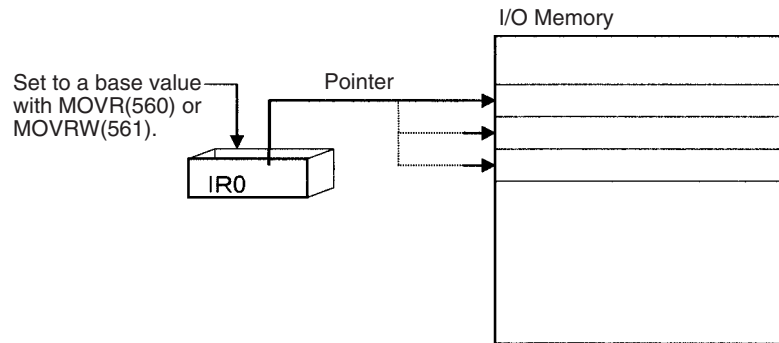 I/O Memory
Set to a base value
with MOVR(560) or
MOVRW(561).
Pointer
IR0